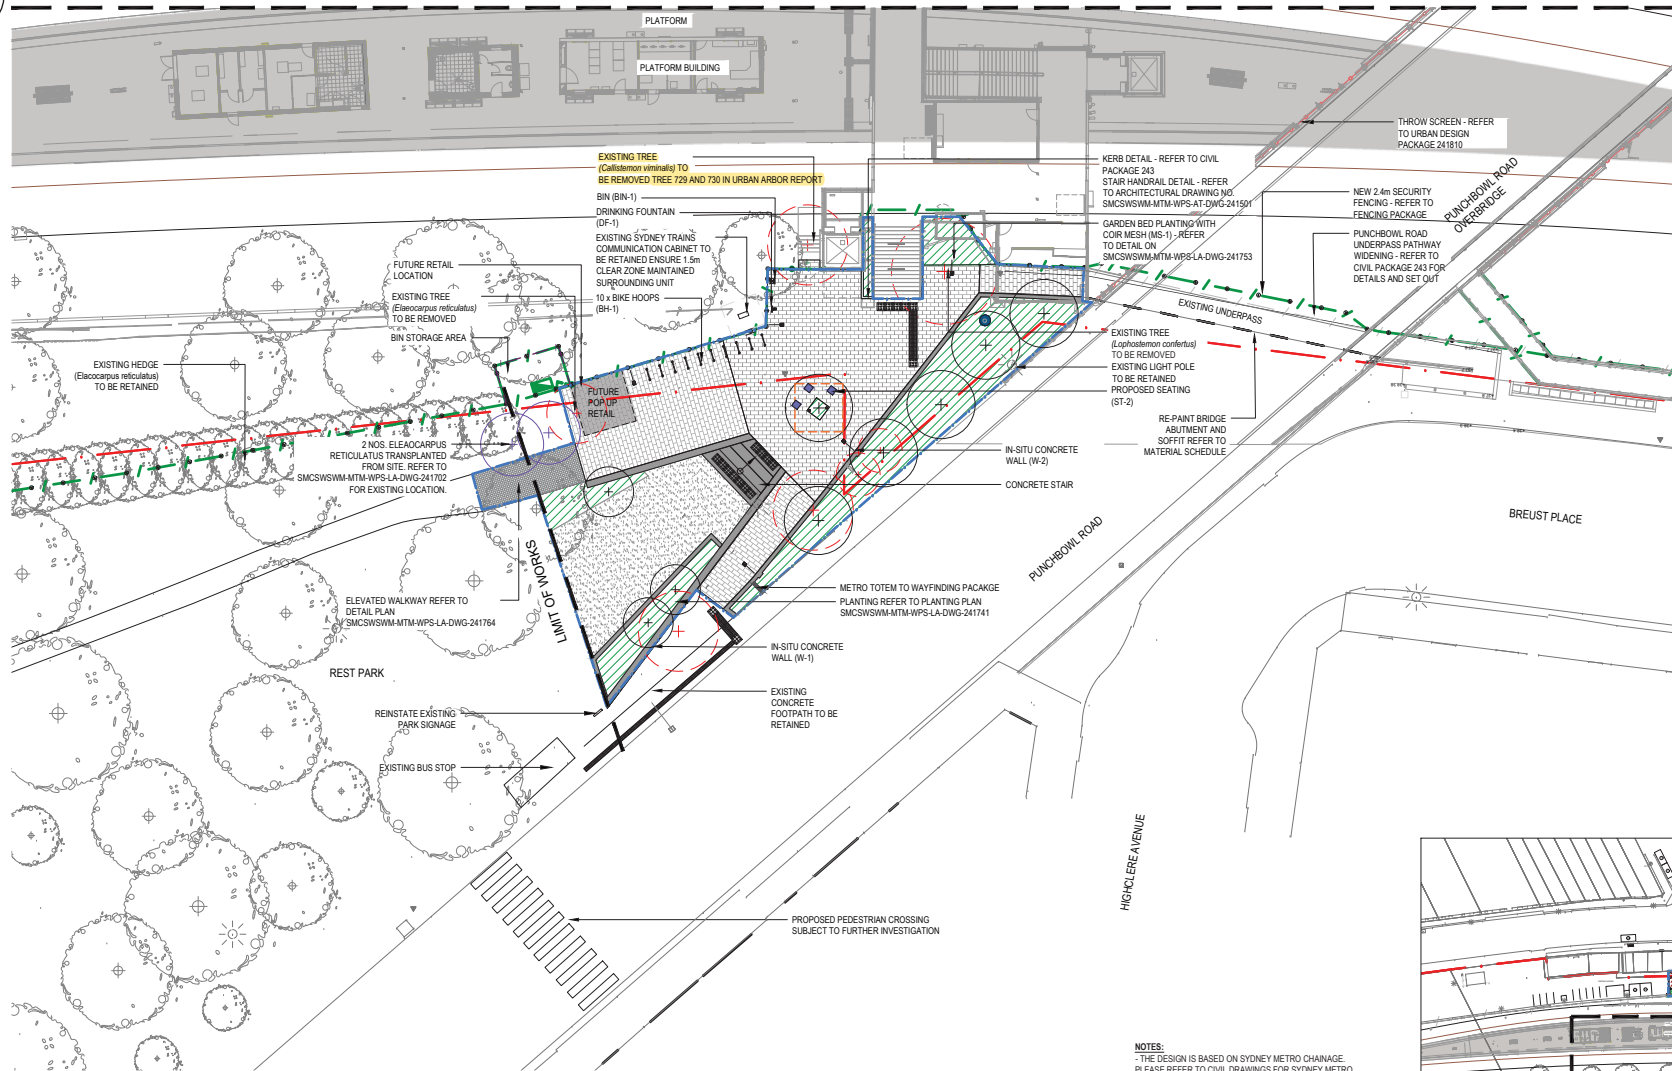 PLATFORM
PLATFORM BUILDING
THROW SCREEN - REFER
TO URBAN DESIGN
PACKAGE 241810
EXISTING TREE
(Callistemon viminalis) TO
BE REMOVED TREE 729 AND 730 IN URBAN ARBOR REPORT
BIN (BIN-1)
DRINKING FOUNTAIN
(DF-1)
EXISTING SYDNEY TRAINS
COMMUNICATION CABINET TO
BE RETAINED ENSURE 1.5m
CLEAR ZONE MAINTAINED
SURROUNDING UNIT
10 x BIKE HOOPS
(BH-1)
KERB DETAIL - REFER TO CIVIL
PACKAGE 243
STAIR HANDRAIL DETAIL - REFER
TO ARCHITECTURAL DRAWING NO.
SMCSWSWM-MTM-WPS-AT-DWG-241501
GARDEN BED PLANTING WITH
COIR MESH (MS-1) - REFER
TO DETAIL ON
SMCSWSWM-MTM-WPS-LA-DWG-241753
NEW 2.4m SECURITY
FENCING - REFER TO
FENCING PACKAGE
PUNCHBOWL ROAD
OVERBRIDGE
PUNCHBOWL ROAD
UNDERPASS PATHWAY
WIDENING - REFER TO
CIVIL PACKAGE 243 FOR
DETAILS AND SET OUT
FUTURE RETAIL
LOCATION
EXISTING TREE
(Elaeocarpus reticulatus)
TO BE REMOVED
BIN STORAGE AREA
EXISTING HEDGE
(Elaocarpus reticulatus)
TO BE RETAINED
EXISTING UNDERPASS
EXISTING TREE
(Lophostemon confertus)
TO BE REMOVED
EXISTING LIGHT POLE
TO BE RETAINED
PROPOSED SEATING
(ST-2)
FUTURE
POP UP
RETAIL
RE-PAINT BRIDGE
ABUTMENT AND
SOFFIT REFER TO
MATERIAL SCHEDULE
2 NOS. ELEAOCARPUS
RETICULATUS TRANSPLANTED
FROM SITE. REFER TO
SMCSWSWM-MTM-WPS-LA-DWG-241702
FOR EXISTING LOCATION.
IN-SITU CONCRETE
WALL (W-2)
CONCRETE STAIR
BREUST PLACE
PUNCHBOWL ROAD
LIMIT OF WORKS
METRO TOTEM TO WAYFINDING PACAKGE
PLANTING REFER TO PLANTING PLAN
SMCSWSWM-MTM-WPS-LA-DWG-241741
ELEVATED WALKWAY REFER TO
DETAIL PLAN
SMCSWSWM-MTM-WPS-LA-DWG-241764
IN-SITU CONCRETE
WALL (W-1)
REST PARK
EXISTING
CONCRETE
FOOTPATH TO BE
RETAINED
REINSTATE EXISTING
PARK SIGNAGE
EXISTING BUS STOP
HIGHCLERE AVENUE
PROPOSED PEDESTRIAN CROSSING
SUBJECT TO FURTHER INVESTIGATION
NOTES:
- THE DESIGN IS BASED ON SYDNEY METRO CHAINAGE.
PLEASE REFER TO CIVIL DRAWINGS FOR SYDNEY METRO